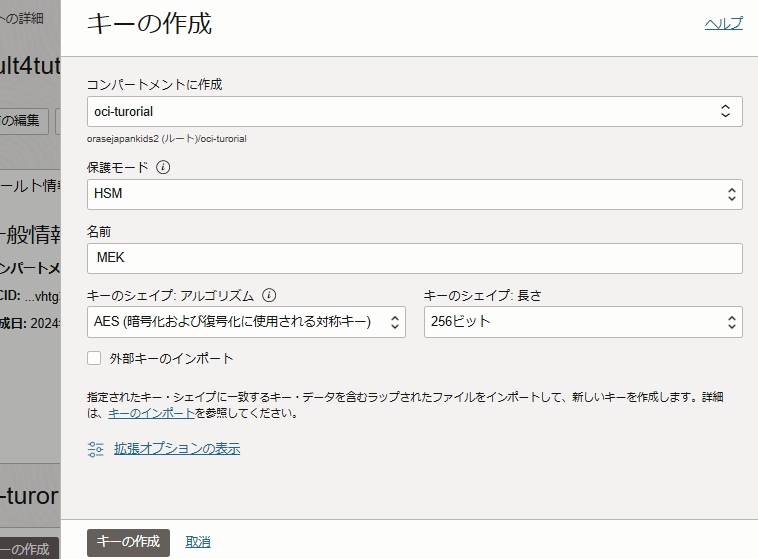 トの詳細
キーの作成
ヘルプ
ult4tut
の編集
コンパートメントに作成
oci-turorial
orasejapankids2 (ルート)/oci-turorial
保護モード
HSM
ールト情報
名前
MEK
一般情報
ンパートメ
キーのシェイプ: アルゴリズム
キーのシェイプ: 長さ
CID: ...vhtg
AES (暗号化および復号化に使用される対称キー)
256ビット
成日: 2024
外部キーのインポート
指定されたキー・シェイプに一致するキー・データを含むラップされたファイルをインポートして、新しいキーを作成します。詳細
は、キーのインポートを参照してください。
拡張オプションの表示
-turor
キーの作成
取消
ーの作成